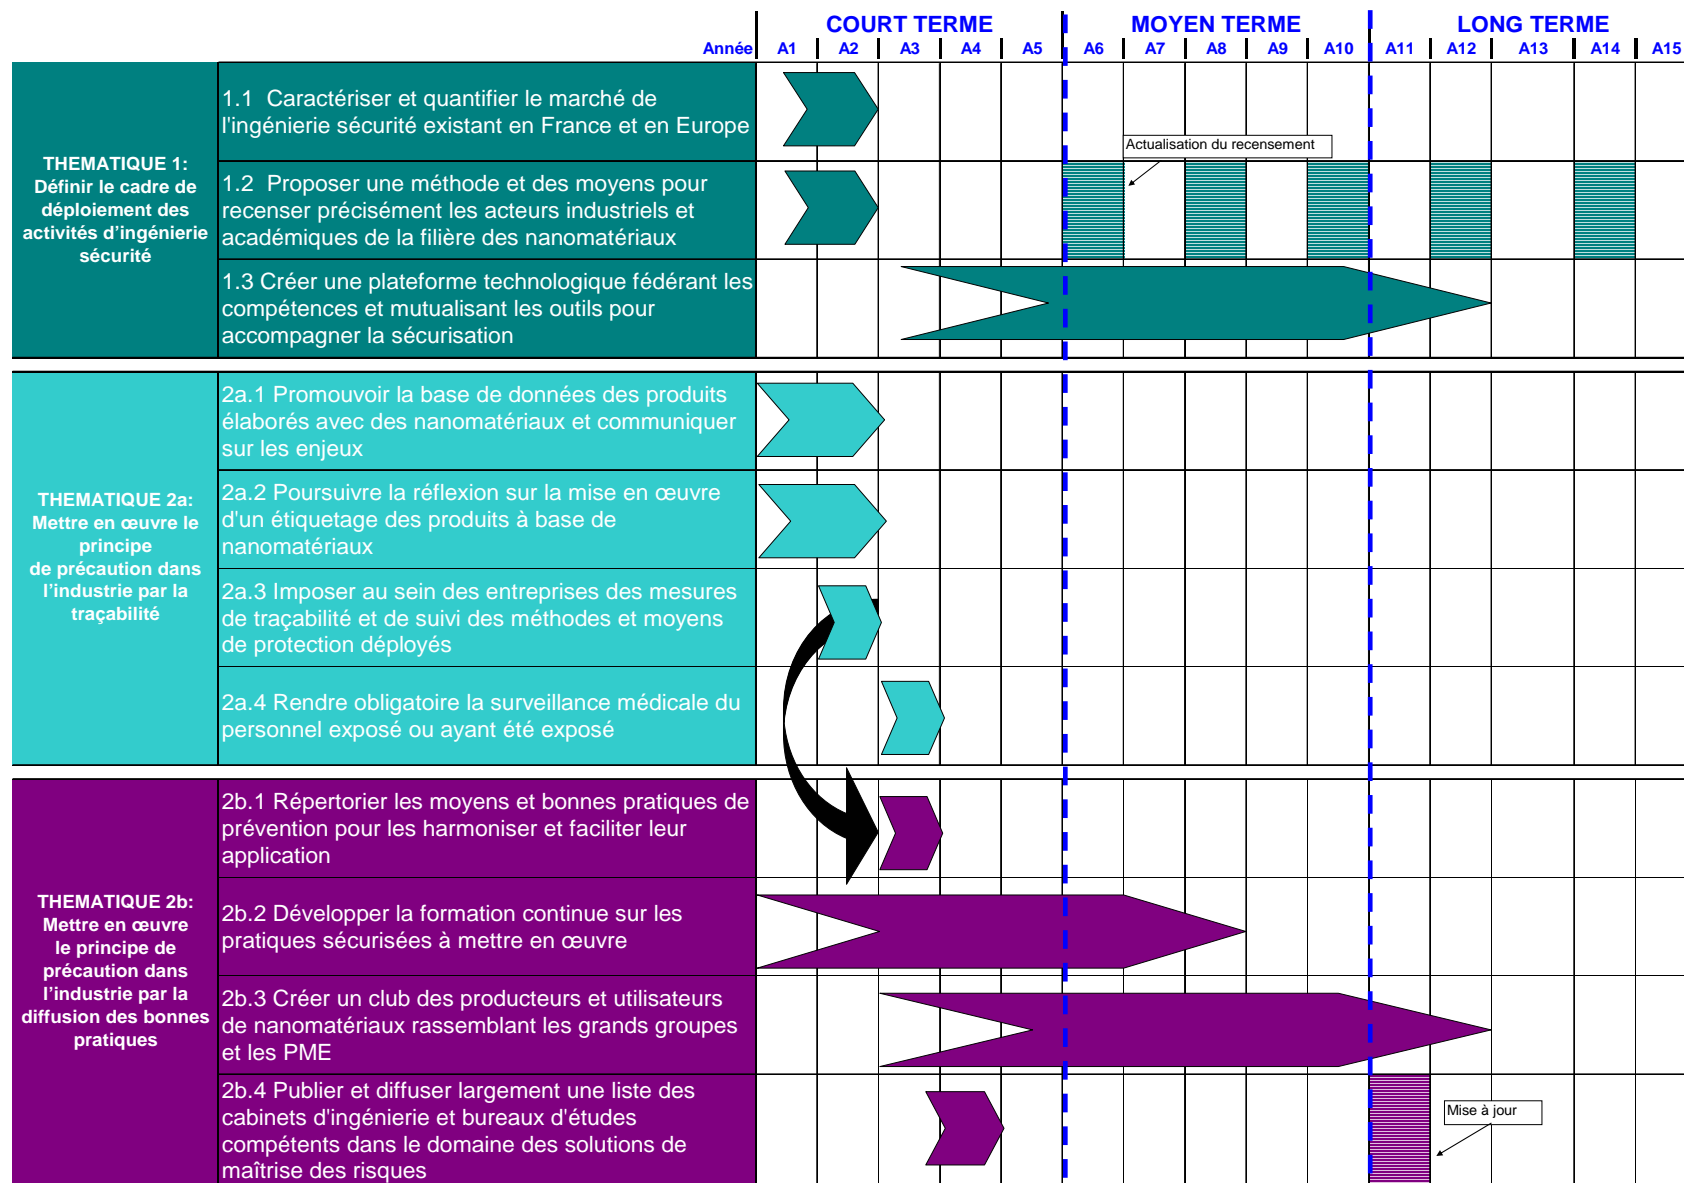 COURT TERME
MOYEN TERME
LONG TERME
Année A1 A2 A3 A4 A5 A6 A7 A8 A9 A10 A11 A12 A13 A14 A15
THEMATIQUE 1:
Définir le cadre de
déploiement des
activités d’ingénierie
sécurité
1.1 Caractériser et quantifier le marché de
l'ingénierie sécurité existant en France et en Europe
Actualisation du recensement
1.2 Proposer une méthode et des moyens pour
recenser précisément les acteurs industriels et
académiques de la filière des nanomatériaux
1.3 Créer une plateforme technologique fédérant les
compétences et mutualisant les outils pour
accompagner la sécurisation
THEMATIQUE 2a:
Mettre en œuvre le
principe
de précaution dans
l’industrie par la
traçabilité
2a.1 Promouvoir la base de données des produits
élaborés avec des nanomatériaux et communiquer
sur les enjeux
2a.2 Poursuivre la réflexion sur la mise en œuvre
d'un étiquetage des produits à base de
nanomatériaux
2a.3 Imposer au sein des entreprises des mesures
de traçabilité et de suivi des méthodes et moyens
de protection déployés
2a.4 Rendre obligatoire la surveillance médicale du
personnel exposé ou ayant été exposé
THEMATIQUE 2b:
Mettre en œuvre
le principe de
précaution dans
l’industrie par la
diffusion des bonnes
pratiques
2b.1 Répertorier les moyens et bonnes pratiques de
prévention pour les harmoniser et faciliter leur
application
2b.2 Développer la formation continue sur les
pratiques sécurisées à mettre en œuvre
2b.3 Créer un club des producteurs et utilisateurs
de nanomatériaux rassemblant les grands groupes
et les PME
2b.4 Publier et diffuser largement une liste des
cabinets d'ingénierie et bureaux d'études
compétents dans le domaine des solutions de
maîtrise des risques
Mise à jour